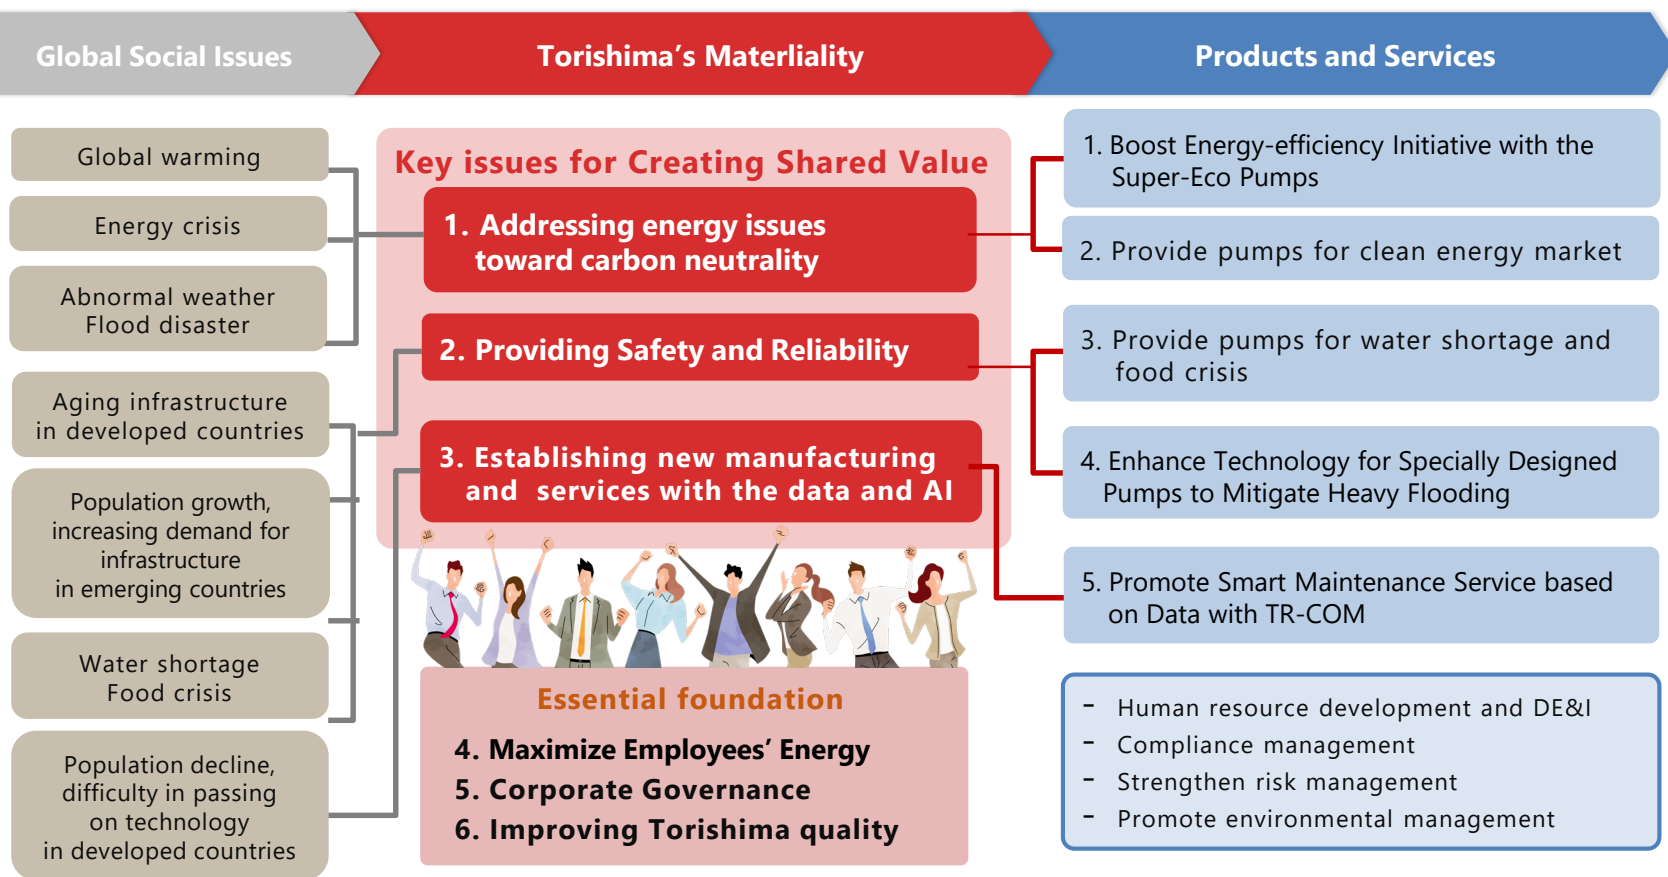 Global Social Issues
Torishima’s Materliality
Products and Services
Global warming
Energy crisis
Abnormal weather
Flood disaster
Aging infrastructure
in developed countries
Population growth,
increasing demand for
infrastructure
in emerging countries
Water shortage
Food crisis
Population decline,
difficulty in passing
on technology
in developed countries
Key issues for Creating Shared Value
1. Addressing energy issues
toward carbon neutrality
2. Providing Safety and Reliability
3. Establishing new manufacturing
and services with the data and AI
Essential foundation
4. Maximize Employees’ Energy
5. Corporate Governance
6. Improving Torishima quality
1. Boost Energy-efficiency Initiative with the
Super-Eco Pumps
2. Provide pumps for clean energy market
3. Provide pumps for water shortage and
food crisis
4. Enhance Technology for Specially Designed
Pumps to Mitigate Heavy Flooding
5. Promote Smart Maintenance Service based
on Data with TR-COM
- Human resource development and DE&I
- Compliance management
- Strengthen risk management
- Promote environmental management